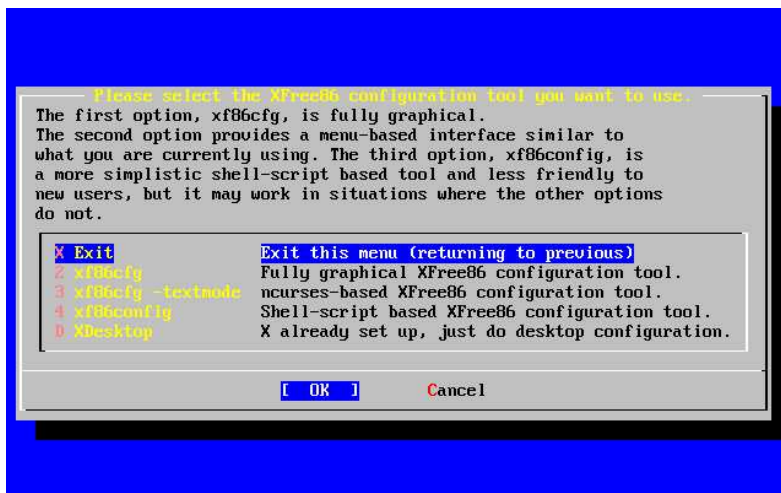 Please select the XFree86 configuration tool you want to use.
The first option, xf86cfg, is fully graphical.
The second option provides a menu-based interface similar to
what you are currently using. The third option, xf86config, is
a more simplistic shell-script based tool and less friendly to
new users, but it may work in situations where the other options
do not.
X Exit Exit this menu (returning to previous)
2 xf86cfg Fully graphical XFree86 configuration tool.
3 xf86cfg -textmode ncurses-based XFree86 configuration tool.
4 xf86config Shell-script based XFree86 configuration tool.
D XDesktop X already set up, just do desktop configuration.
[ OK ] Cancel